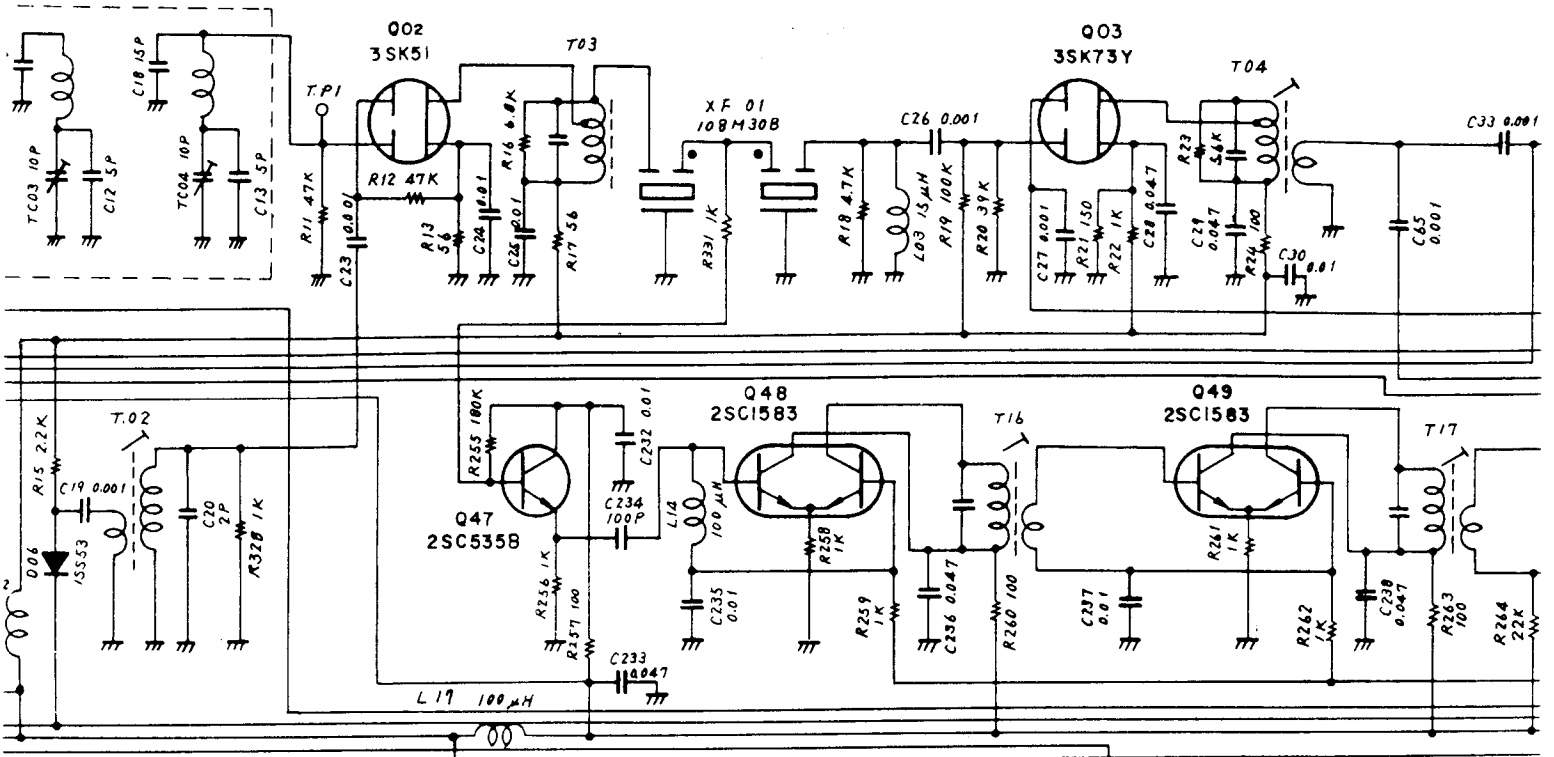 Q02
3SK51
T03
Q03
3SK73Y
T04
C18 15P
T.P1
R16 6.8K
XF 01
108M30B
C26 0.001
R23
5.6K
C33 0.001
TC03 10P
C12 5P
TC04 10P
C13 5P
R11 47K
R12 47K
C23 0.01
R13
56
C24 0.01
C25 0.01
R17 56
R331 1K
R18 4.7K
L03 15μH
R19 100K
R20 39K
C27 0.001
R21 150
R22 1K
C28 0.047
C29
0.047
R24 100
C30
0.01
C65
0.001
T.02
R15 2.2K
C19 0.001
C20
2P
R328 1K
D06
1SS53
2
R255 180K
C232 0.01
Q47
2SC535B
C234
100P
L14
100 μH
Q48
2SC1583
T16
Q49
2SC1583
T17
R256 1K
R257 100
C235
0.01
R258
1K
R259
1K
C236 0.047
R260 100
C237
0.01
R261
1K
R262
1K
C238
0.047
R263
100
R264
22K
C233
0.047
L17 100μH